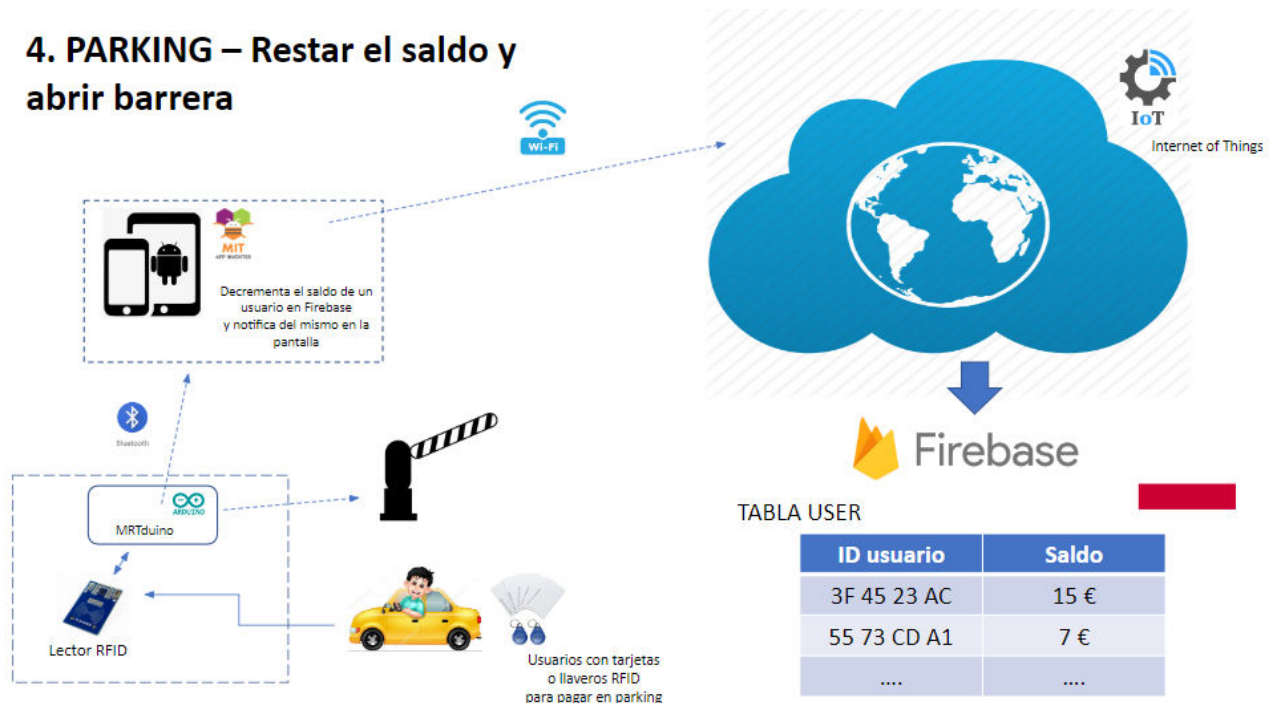 4. PARKING – Restar el saldo y
abrir barrera
Wi-Fi
IoT
Internet of Things
MIT
APP INVENTOR
Decrementa el saldo de un
usuario en Firebase
y notifica del mismo en la
pantalla
Bluetooth
ARDUINO
MRTduino
Lector RFID
Usuarios con tarjetas
o llaveros RFID
para pagar en parking
Firebase
TABLA USER
ID usuario Saldo
3F 45 23 AC 15 €
55 73 CD A1 7 €
.... ....